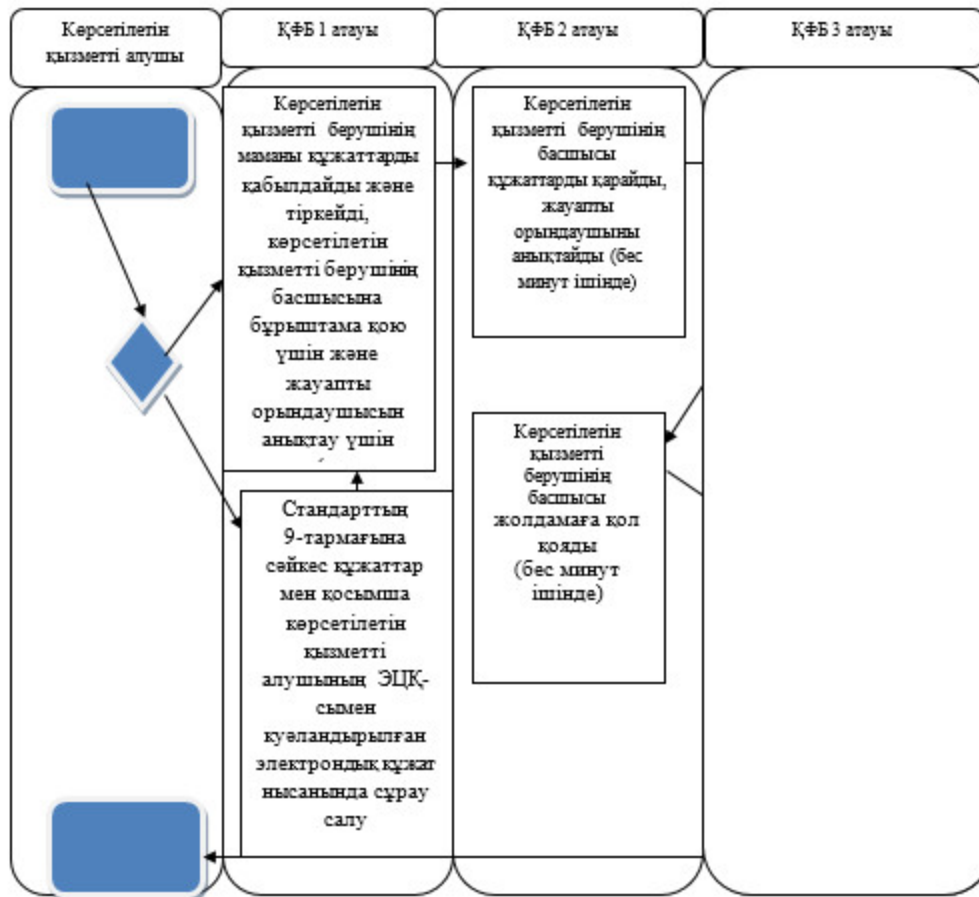 Көрсетілетін
қызметті алушы
ҚФБ 1 атауы
ҚФБ 2 атауы
ҚФБ 3 атауы
Көрсетілетін
қызметті берушінің
маманы құжаттарды
қабылдайды және
тіркейді,
көрсетілетін
қызметті берушінің
басшысына
бұрыштама қою
үшін және
жауапты
орындаушысын
анықтау үшін
Көрсетілетін
қызметті берушінің
басшысы
құжаттарды қарайды,
жауапты
орындаушыны
анықтайды (бес
минут ішінде)
Көрсетілетін
қызметті
берушінің
басшысы
жолдамаға қол
қояды
(бес минут
ішінде)
Стандарттың
9-тармағына
сәйкес құжаттар
мен қосымша
көрсетілетін
қызметті
алушының ЭЦҚ-
сымен
куәландырылған
электрондық құжат
нысанында сұрау
салу